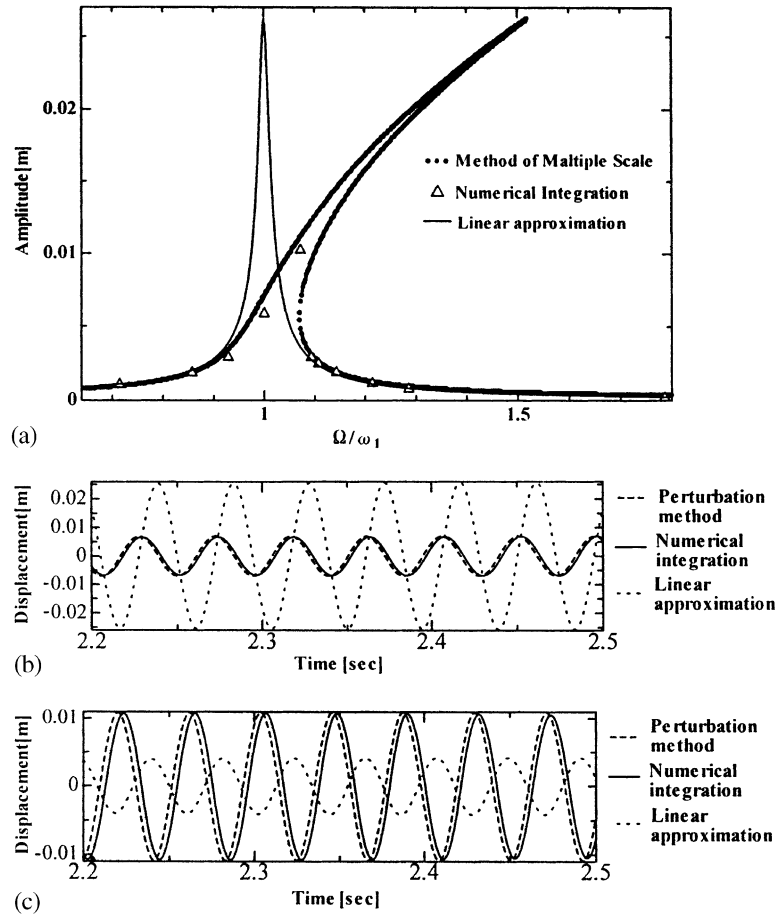 0.02
0.01
0
Amplitude[m]
Method of Maltiple Scale
Numerical Integration
Linear approximation
1
1.5
Ω/ω1
(a)
0.02
0.01
0
-0.01
-0.02
Displacement[m]
2.2
2.3
2.4
2.5
Time [sec]
Perturbation
method
Numerical
integration
Linear
approximation
(b)
0.01
0
-0.01
Displacement[m]
2.2
2.3
2.4
2.5
Time [sec]
Perturbation
method
Numerical
integration
Linear
approximation
(c)